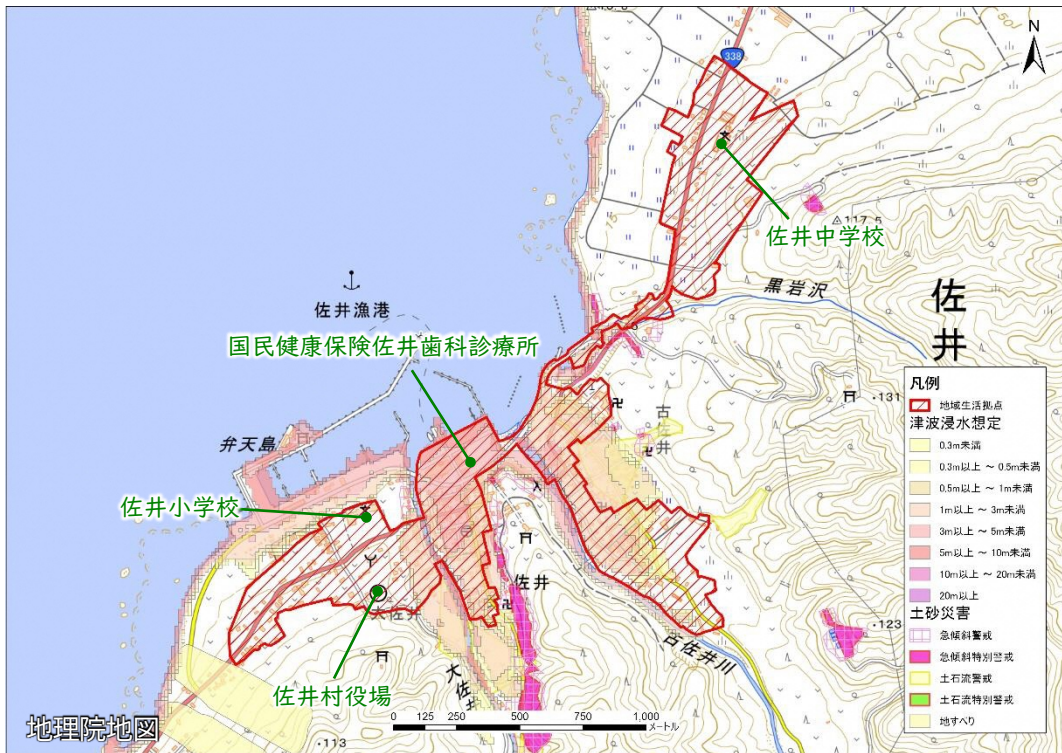 N
338
50
佐井中学校
117.5
15
黒岩沢
佐井漁港
国民健康保険佐井歯科診療所
佐井
131
古佐井
弁天島
佐井小学校
佐井
大佐井
古佐井川
123
佐井村役場
地理院地図
113
0 125 250 500 750 1,000
メートル
凡例
地域生活拠点
津波浸水想定
0.3m未満
0.3m以上 ~ 0.5m未満
0.5m以上 ~ 1m未満
1m以上 ~ 3m未満
3m以上 ~ 5m未満
5m以上 ~ 10m未満
10m以上 ~ 20m未満
20m以上
土砂災害
急傾斜警戒
急傾斜特別警戒
土石流警戒
土石流特別警戒
地すべり